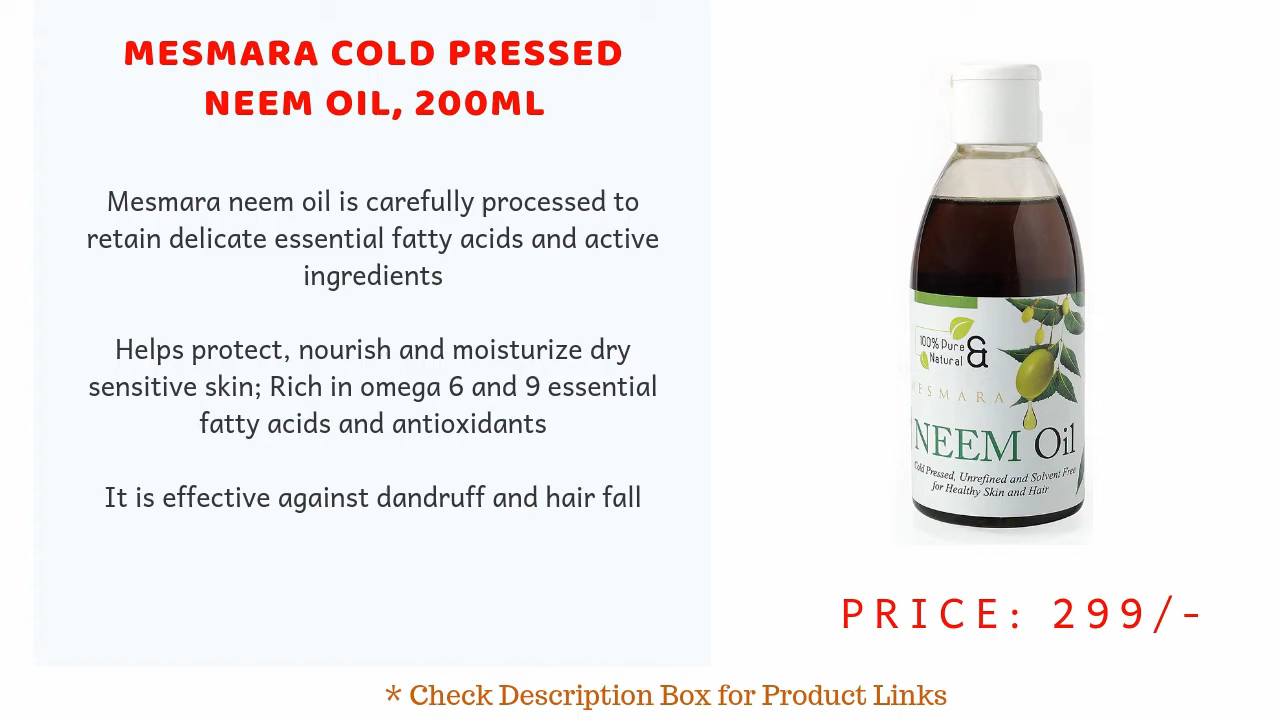 MESMARA COLD PRESSED
NEEM OIL, 200ML
Mesmara neem oil is carefully processed to
retain delicate essential fatty acids and active
ingredients
Helps protect, nourish and moisturize dry
sensitive skin; Rich in omega 6 and 9 essential
fatty acids and antioxidants
It is effective against dandruff and hair fall
100% Pure &
Natural
MESMARA
NEEM Oil
Cold Pressed, Unrefined and Solvent Free
for Healthy Skin and Hair
PRICE: 299/-
* Check Description Box for Product Links